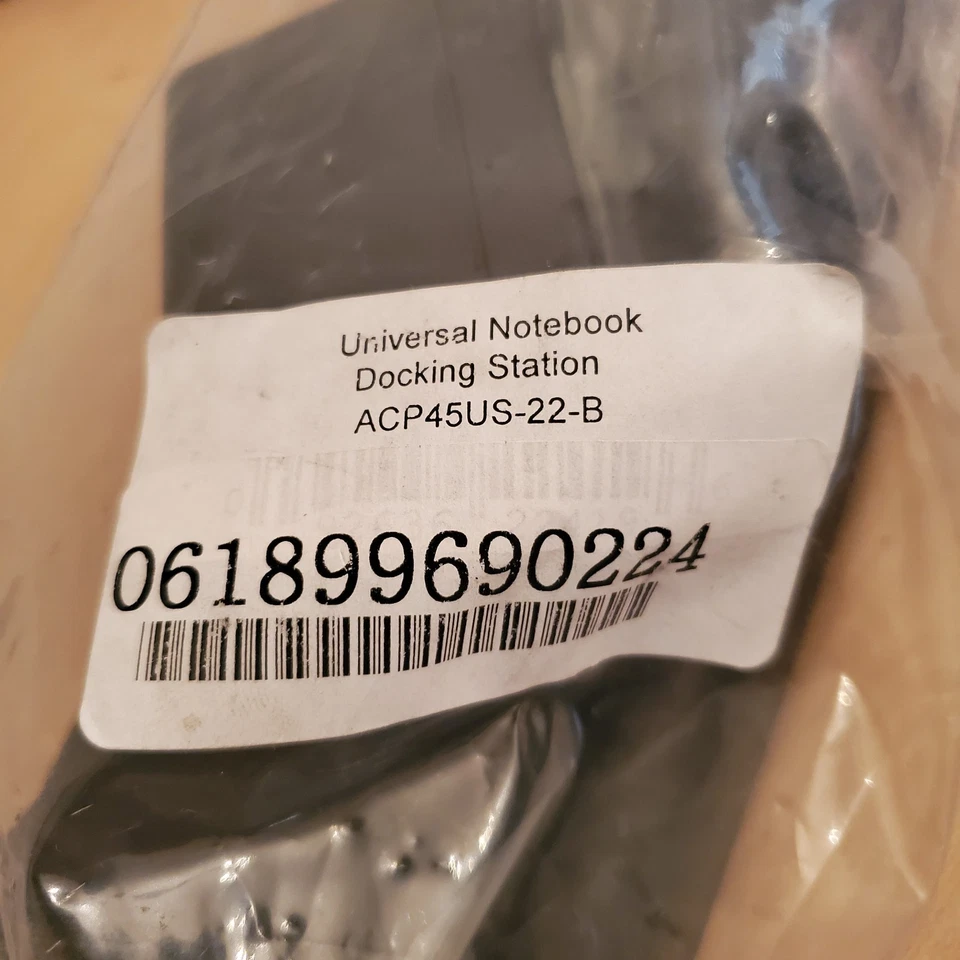 Universal Notebook
Docking Station
ACP45US-22-B
061899690224